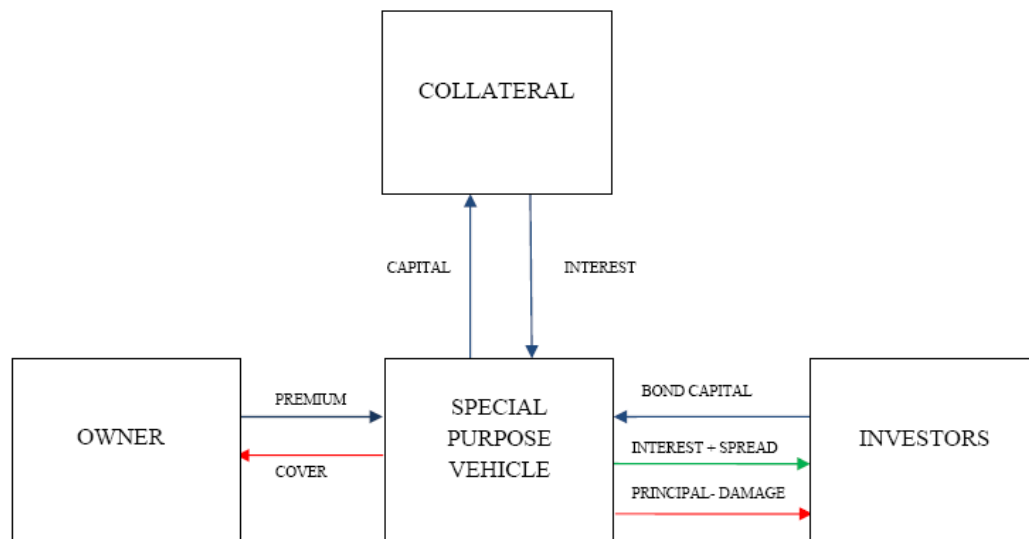 COLLATERAL
CAPITAL
INTEREST
OWNER
PREMIUM
COVER
SPECIAL
PURPOSE
VEHICLE
BOND CAPITAL
INTEREST + SPREAD
PRINCIPAL- DAMAGE
INVESTORS